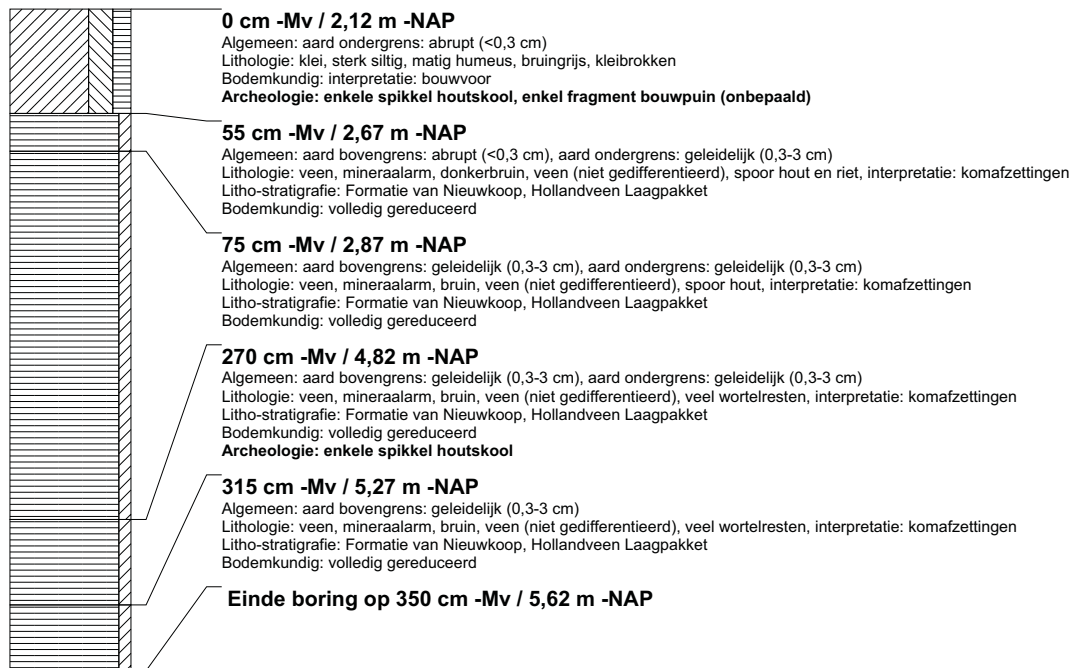 0 cm -Mv / 2,12 m -NAP
Algemeen: aard ondergrens: abrupt (<0,3 cm)
Lithologie: klei, sterk siltig, matig humeus, bruingrijs, kleibrokken
Bodemkundig: interpretatie: bouwvoor
Archeologie: enkele spikkel houtskool, enkel fragment bouwpuin (onbepaald)
55 cm -Mv / 2,67 m -NAP
Algemeen: aard bovengrens: abrupt (<0,3 cm), aard ondergrens: geleidelijk (0,3-3 cm)
Lithologie: veen, mineraalarm, donkerbruin, veen (niet gedifferentieerd), spoor hout en riet, interpretatie: komafzettingen
Litho-stratigrafie: Formatie van Nieuwkoop, Hollandveen Laagpakket
Bodemkundig: volledig gereduceerd
75 cm -Mv / 2,87 m -NAP
Algemeen: aard bovengrens: geleidelijk (0,3-3 cm), aard ondergrens: geleidelijk (0,3-3 cm)
Lithologie: veen, mineraalarm, bruin, veen (niet gedifferentieerd), spoor hout, interpretatie: komafzettingen
Litho-stratigrafie: Formatie van Nieuwkoop, Hollandveen Laagpakket
Bodemkundig: volledig gereduceerd
270 cm -Mv / 4,82 m -NAP
Algemeen: aard bovengrens: geleidelijk (0,3-3 cm), aard ondergrens: geleidelijk (0,3-3 cm)
Lithologie: veen, mineraalarm, bruin, veen (niet gedifferentieerd), veel wortelresten, interpretatie: komafzettingen
Litho-stratigrafie: Formatie van Nieuwkoop, Hollandveen Laagpakket
Bodemkundig: volledig gereduceerd
Archeologie: enkele spikkel houtskool
315 cm -Mv / 5,27 m -NAP
Algemeen: aard bovengrens: geleidelijk (0,3-3 cm)
Lithologie: veen, mineraalarm, bruin, veen (niet gedifferentieerd), veel wortelresten, interpretatie: komafzettingen
Litho-stratigrafie: Formatie van Nieuwkoop, Hollandveen Laagpakket
Bodemkundig: volledig gereduceerd
Einde boring op 350 cm -Mv / 5,62 m -NAP